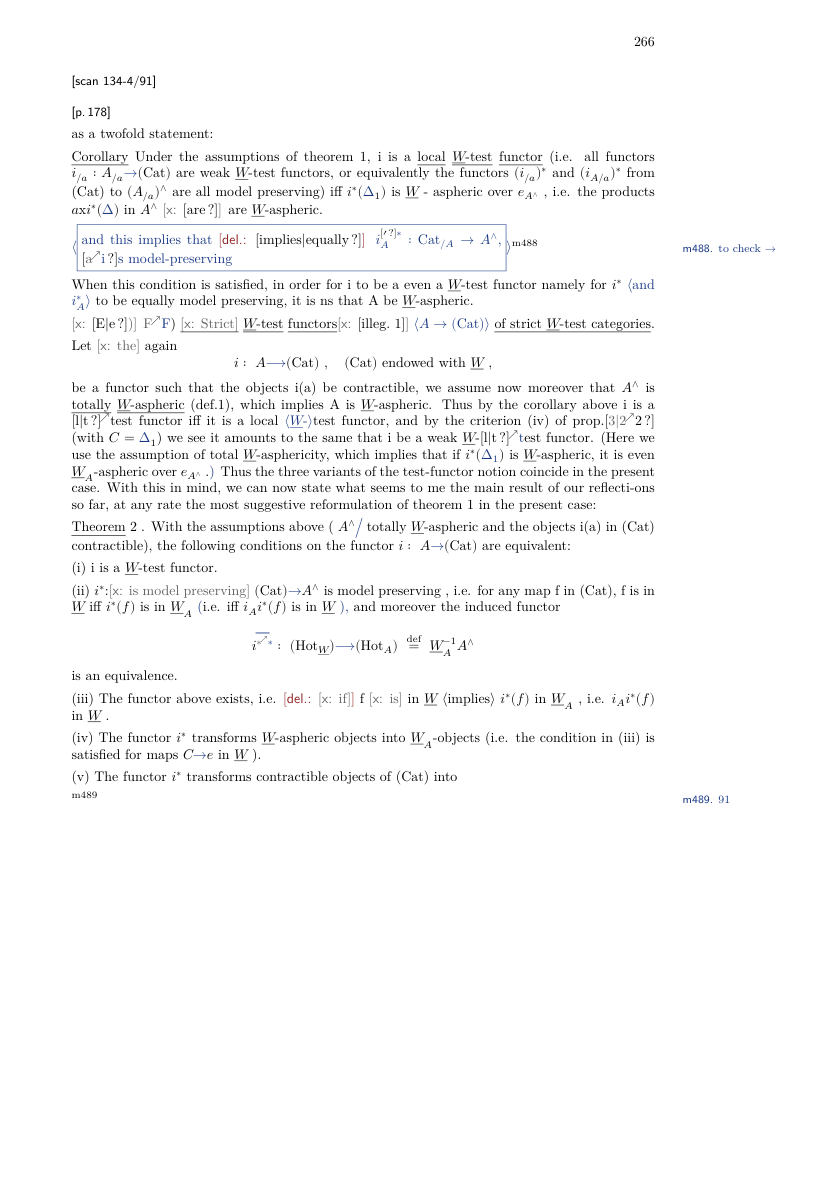 266
[scan 134-4/91]
[p. 178]
as a twofold statement:
Corollary Under the assumptions of theorem 1, i is a local W-test functor (i.e. all functors
i/a : A/a→(Cat) are weak W-test functors, or equivalently the functors (i/a)* and (iA/a)* from
(Cat) to (A/a)^ are all model preserving) iff i*(Δ1) is W - aspheric over eA^ , i.e. the products
axi*(Δ) in A^ [x: [are ?]] are W-aspheric.
⟨and this implies that [del.: [implies|equally ?]] iA[′ ?]* : Cat/A → A^,
[a↗i ?]s model-preserving⟩m488
m488. to check →
When this condition is satisfied, in order for i to be a even a W-test functor namely for i* ⟨and
iA*⟩ to be equally model preserving, it is ns that A be W-aspheric.
[x: [E|e ?])] F↗F) [x: Strict] W-test functors[x: [illeg. 1]] ⟨A → (Cat)⟩ of strict W-test categories.
Let [x: the] again
i : A⟶(Cat) , (Cat) endowed with W ,
be a functor such that the objects i(a) be contractible, we assume now moreover that A^ is
totally W-aspheric (def.1), which implies A is W-aspheric. Thus by the corollary above i is a
[l|t ?]↗test functor iff it is a local ⟨W-⟩test functor, and by the criterion (iv) of prop.[3|2↗2 ?]
(with C = Δ1) we see it amounts to the same that i be a weak W-[l|t ?]↗test functor. (Here we
use the assumption of total W-asphericity, which implies that if i*(Δ1) is W-aspheric, it is even
WA-aspheric over eA^ .) Thus the three variants of the test-functor notion coincide in the present
case. With this in mind, we can now state what seems to me the main result of our reflecti-ons
so far, at any rate the most suggestive reformulation of theorem 1 in the present case:
Theorem 2 . With the assumptions above ( A^/ totally W-aspheric and the objects i(a) in (Cat)
contractible), the following conditions on the functor i : A→(Cat) are equivalent:
(i) i is a W-test functor.
(ii) i*:[x: is model preserving] (Cat)→A^ is model preserving , i.e. for any map f in (Cat), f is in
W iff i*(f) is in WA (i.e. iff iAi*(f) is in W ), and moreover the induced functor
i*↗* : (HotW)⟶(HotA) def= WA−1A^
is an equivalence.
(iii) The functor above exists, i.e. [del.: [x: if]] f [x: is] in W ⟨implies⟩ i*(f) in WA , i.e. iAi*(f)
in W .
(iv) The functor i* transforms W-aspheric objects into WA-objects (i.e. the condition in (iii) is
satisfied for maps C→e in W ).
(v) The functor i* transforms contractible objects of (Cat) into
m489
m489. 91